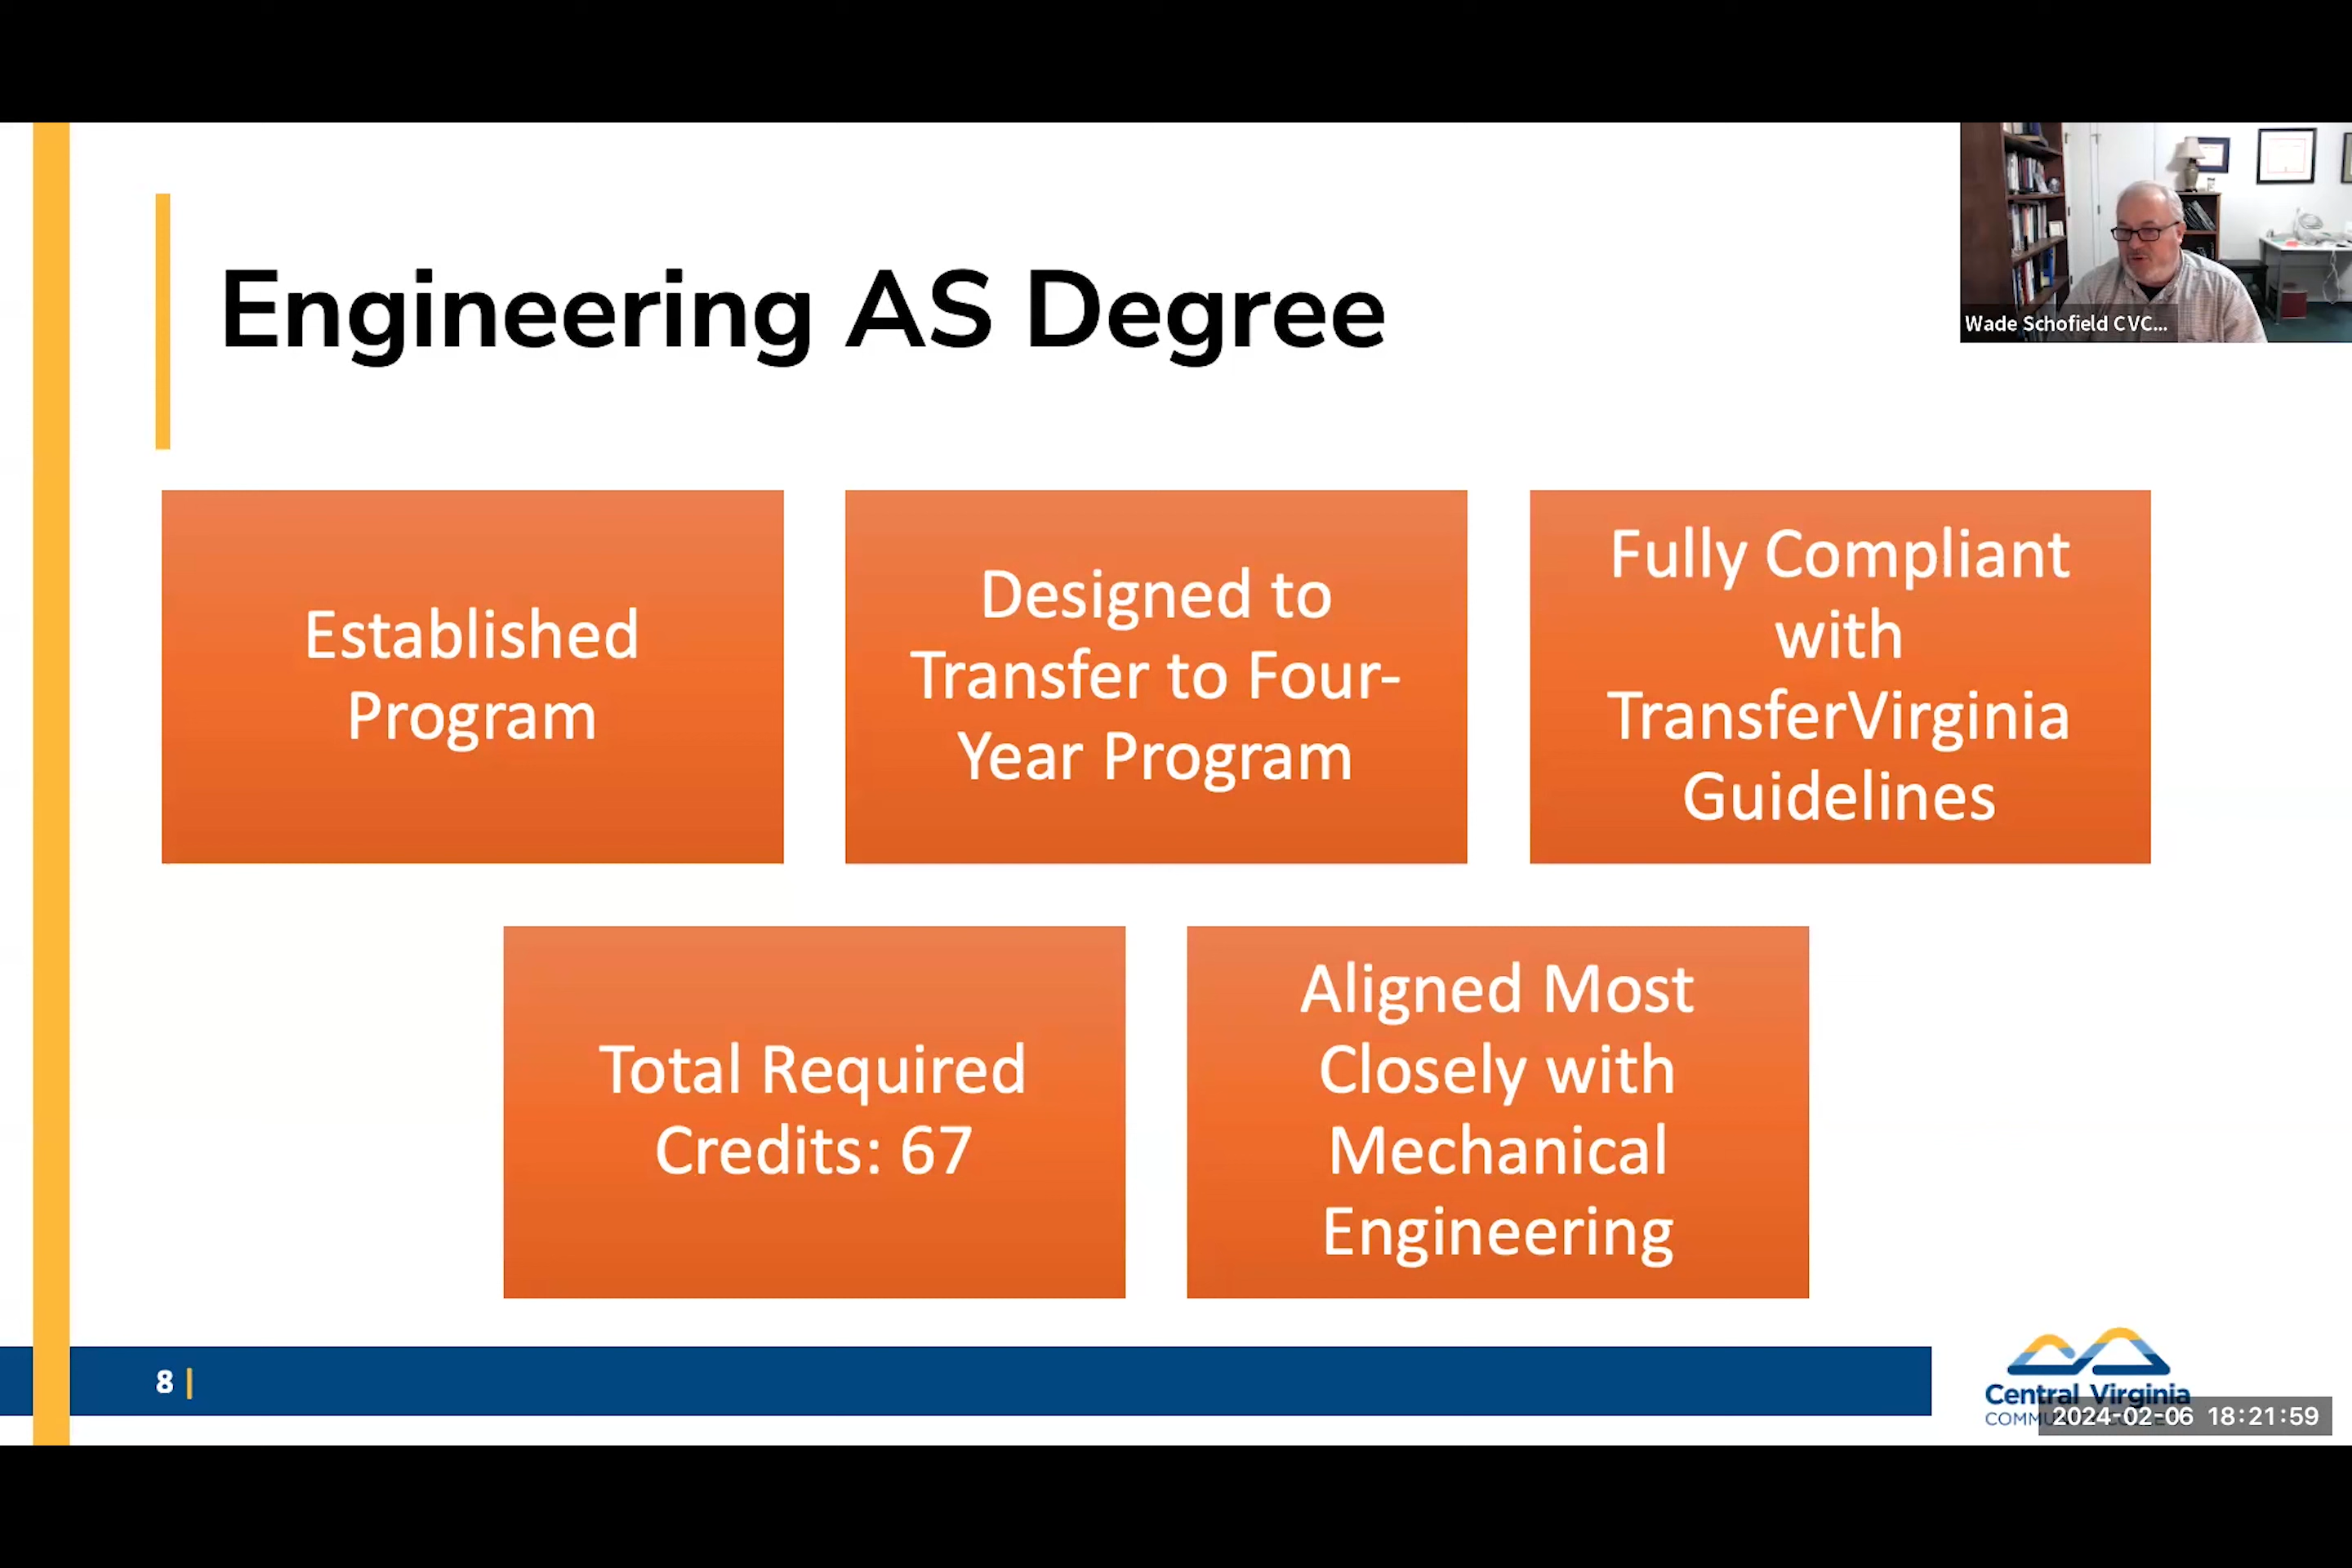 Engineering AS Degree
Wade Schofield CVC...
Established
Program
Designed to
Transfer to Four-
Year Program
Fully Compliant
with
TransferVirginia
Guidelines
Total Required
Credits: 67
Aligned Most
Closely with
Mechanical
Engineering
8
Central Virginia
2024-02-06 18:21:59